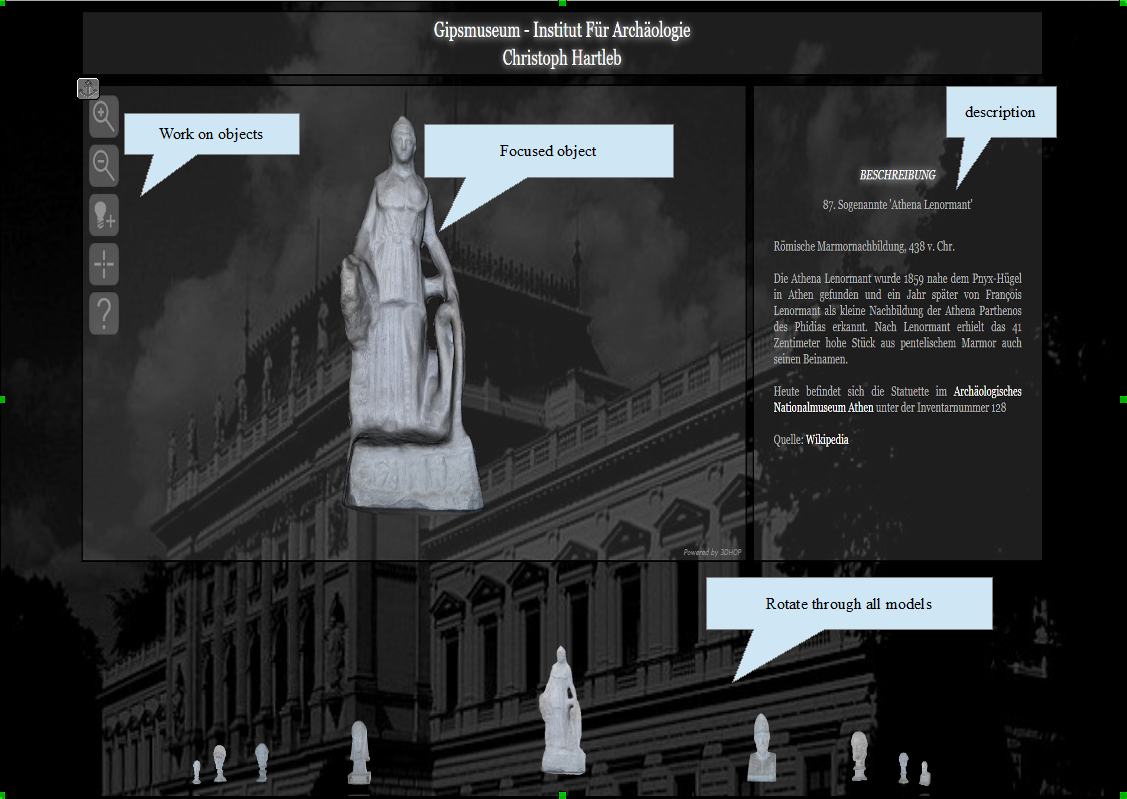 Gipsmuseum - Institut Für Archäologie
Christoph Hartleb
Work on objects
Focused object
description
BESCHREIBUNG
87. Sogenannte 'Athena Lenormant'
Römische Marmornachbildung, 438 v. Chr.
Die Athena Lenormant wurde 1859 nahe dem Pnyx-Hügel
in Athen gefunden und ein Jahr später von Françóis
Lenormant als kleine Nachbildung der Athena Parthenos
des Phidias erkannt. Nach Lenormant erhielt das 41
Zentimeter hohe Stück aus pentelischem Marmor auch
seinen Beinamen.
Heute befindet sich die Statuette im Archäologisches
Nationalmuseum Athen unter der Inventarnummer 128
Quelle: Wikipedia
Powered by 3DHOP
Rotate through all models